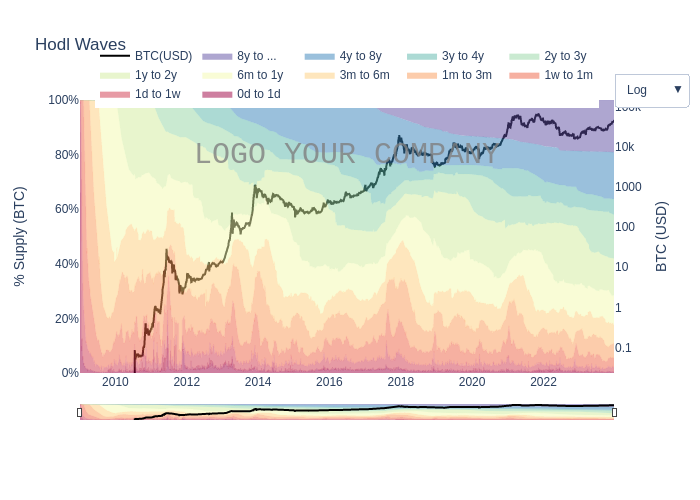 Hodl Waves
BTC(USD) 8y to ... 4y to 8y 3y to 4y 2y to 3y
1y to 2y 6m to 1y 3m to 6m 1m to 3m 1w to 1m
1d to 1w 0d to 1d
Log ▼
100% 100k
80% LOGO YOUR COMPANY 10k
60% 1000
100
40% 10
20% 1
0.1
0%
% Supply (BTC)
BTC (USD)
2010 2012 2014 2016 2018 2020 2022